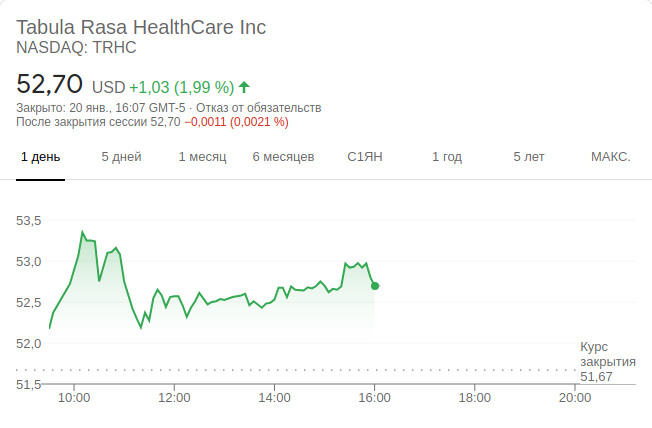 Tabula Rasa HealthCare Inc
NASDAQ: TRHC
52,70 USD +1,03 (1,99 %)
Закрыто: 20 янв., 16:07 GMT-5 · Отказ от обязательств
После закрытия сессии 52,70 −0,0011 (0,0021 %)
1 день 5 дней 1 месяц 6 месяцев С1ЯН 1 год 5 лет МАКС.
53,5
53,0
52,5
52,0
Курс
закрытия
51,67
51,5
10:00 12:00 14:00 16:00 18:00 20:00